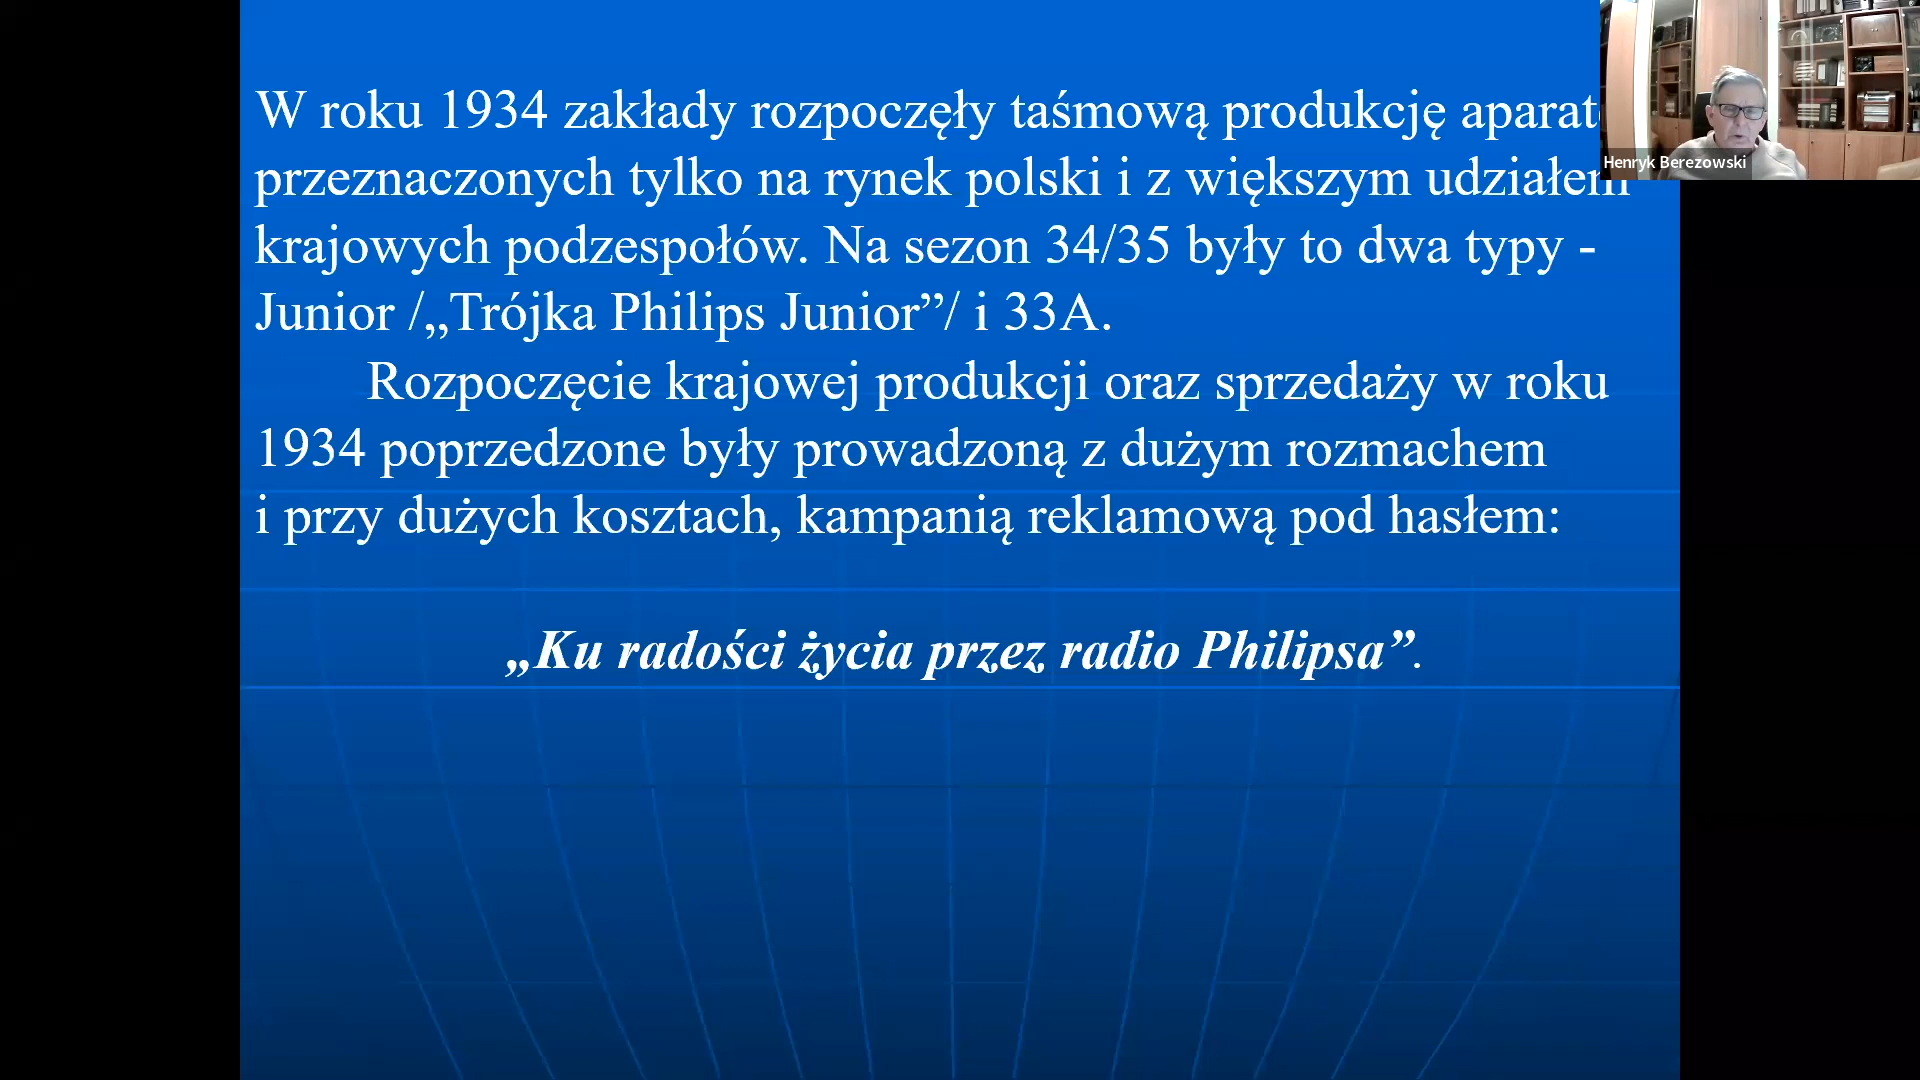 W roku 1934 zakłady rozpoczęły taśmową produkcję
przeznaczonych tylko na rynek polski i z większym udziałem
krajowych podzespołów. Na sezon 34/35 były to dwa typy -
Junior /„Trójka Philips Junior”/ i 33A.
Rozpoczęcie krajowej produkcji oraz sprzedaży w roku
1934 poprzedzone były prowadzoną z dużym rozmachem
i przy dużych kosztach, kampanią reklamową pod hasłem:
„Ku radości życia przez radio Philipsa”.
Henryk Berezowski